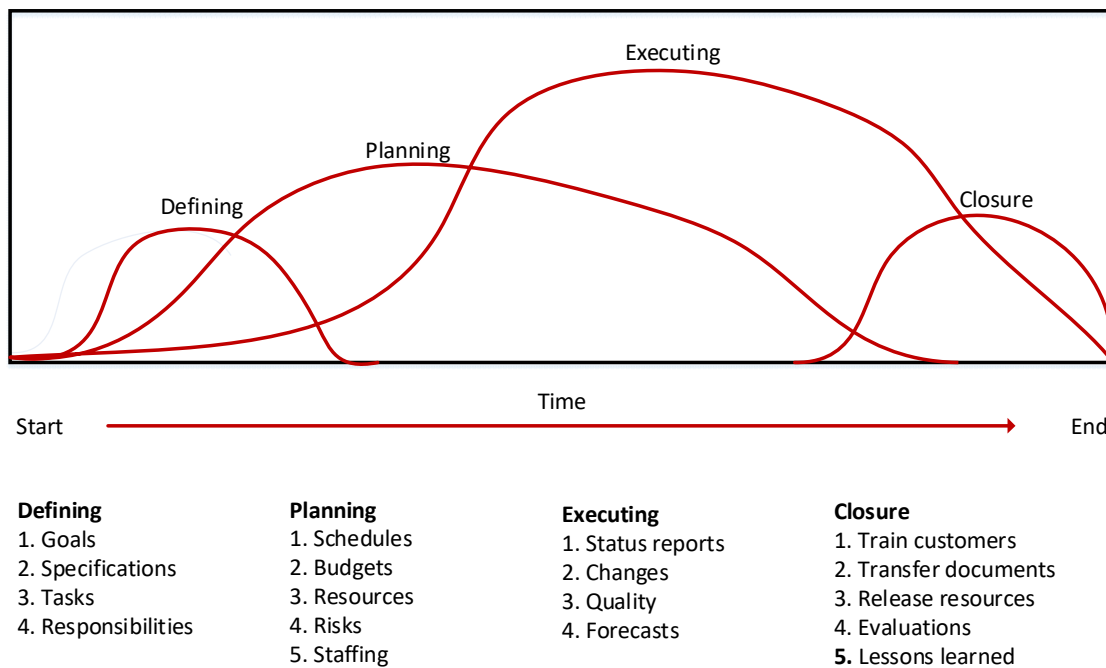 Executing
Planning
Defining
Closure
Time
Start
End
Defining
1. Goals
2. Specifications
3. Tasks
4. Responsibilities
Planning
1. Schedules
2. Budgets
3. Resources
4. Risks
5. Staffing
Executing
1. Status reports
2. Changes
3. Quality
4. Forecasts
Closure
1. Train customers
2. Transfer documents
3. Release resources
4. Evaluations
5. Lessons learned